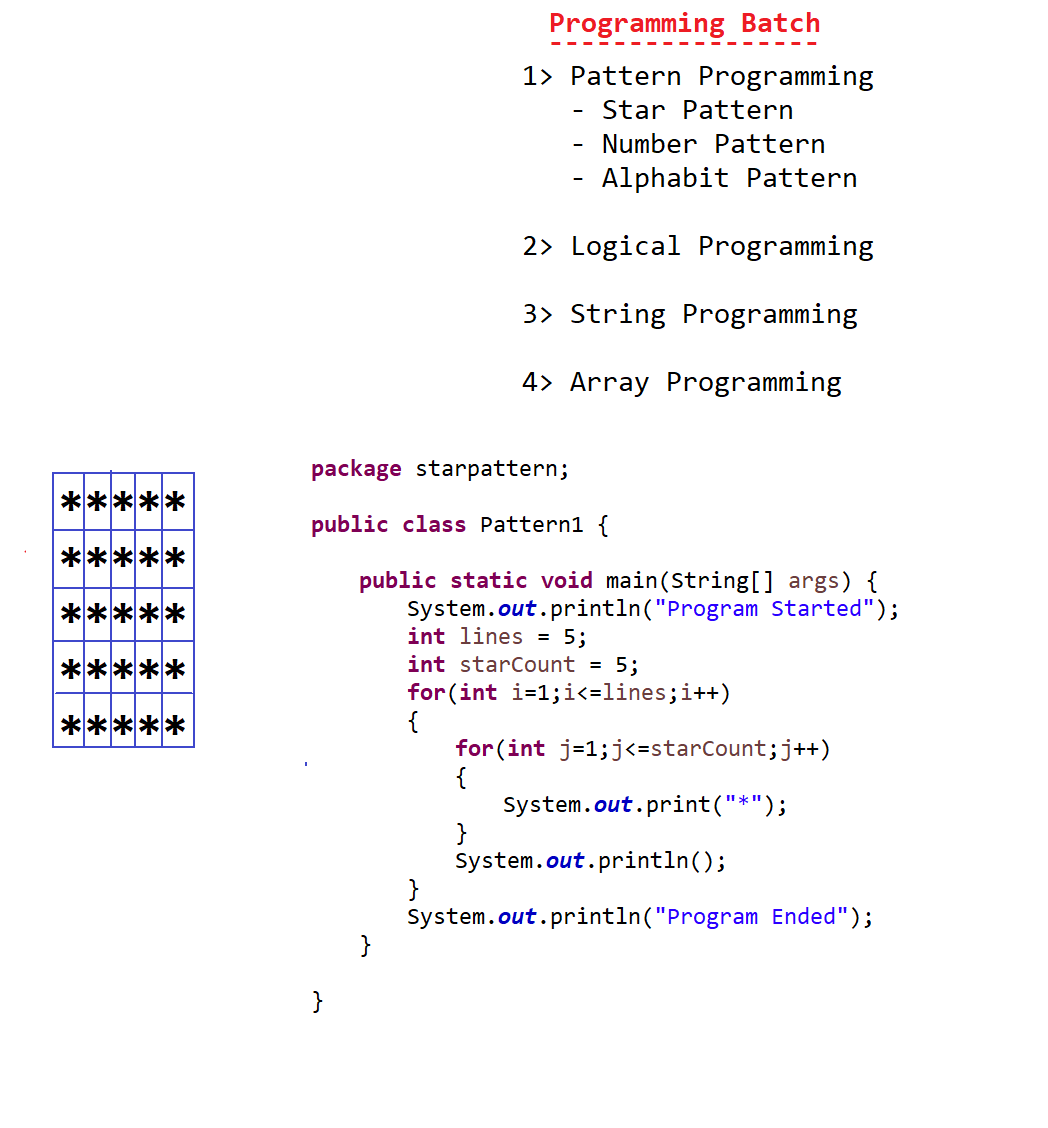 Programming Batch
1> Pattern Programming
- Star Pattern
- Number Pattern
- Alphabit Pattern
2> Logical Programming
3> String Programming
4> Array Programming
*****
*****
*****
*****
*****
package starpattern;
public class Pattern1 {
public static void main(String[] args) {
System.out.println("Program Started");
int lines = 5;
int starCount = 5;
for(int i=1;i<=lines;i++)
{
for(int j=1;j<=starCount;j++)
{
System.out.print("*");
}
System.out.println();
}
System.out.println("Program Ended");
}
}